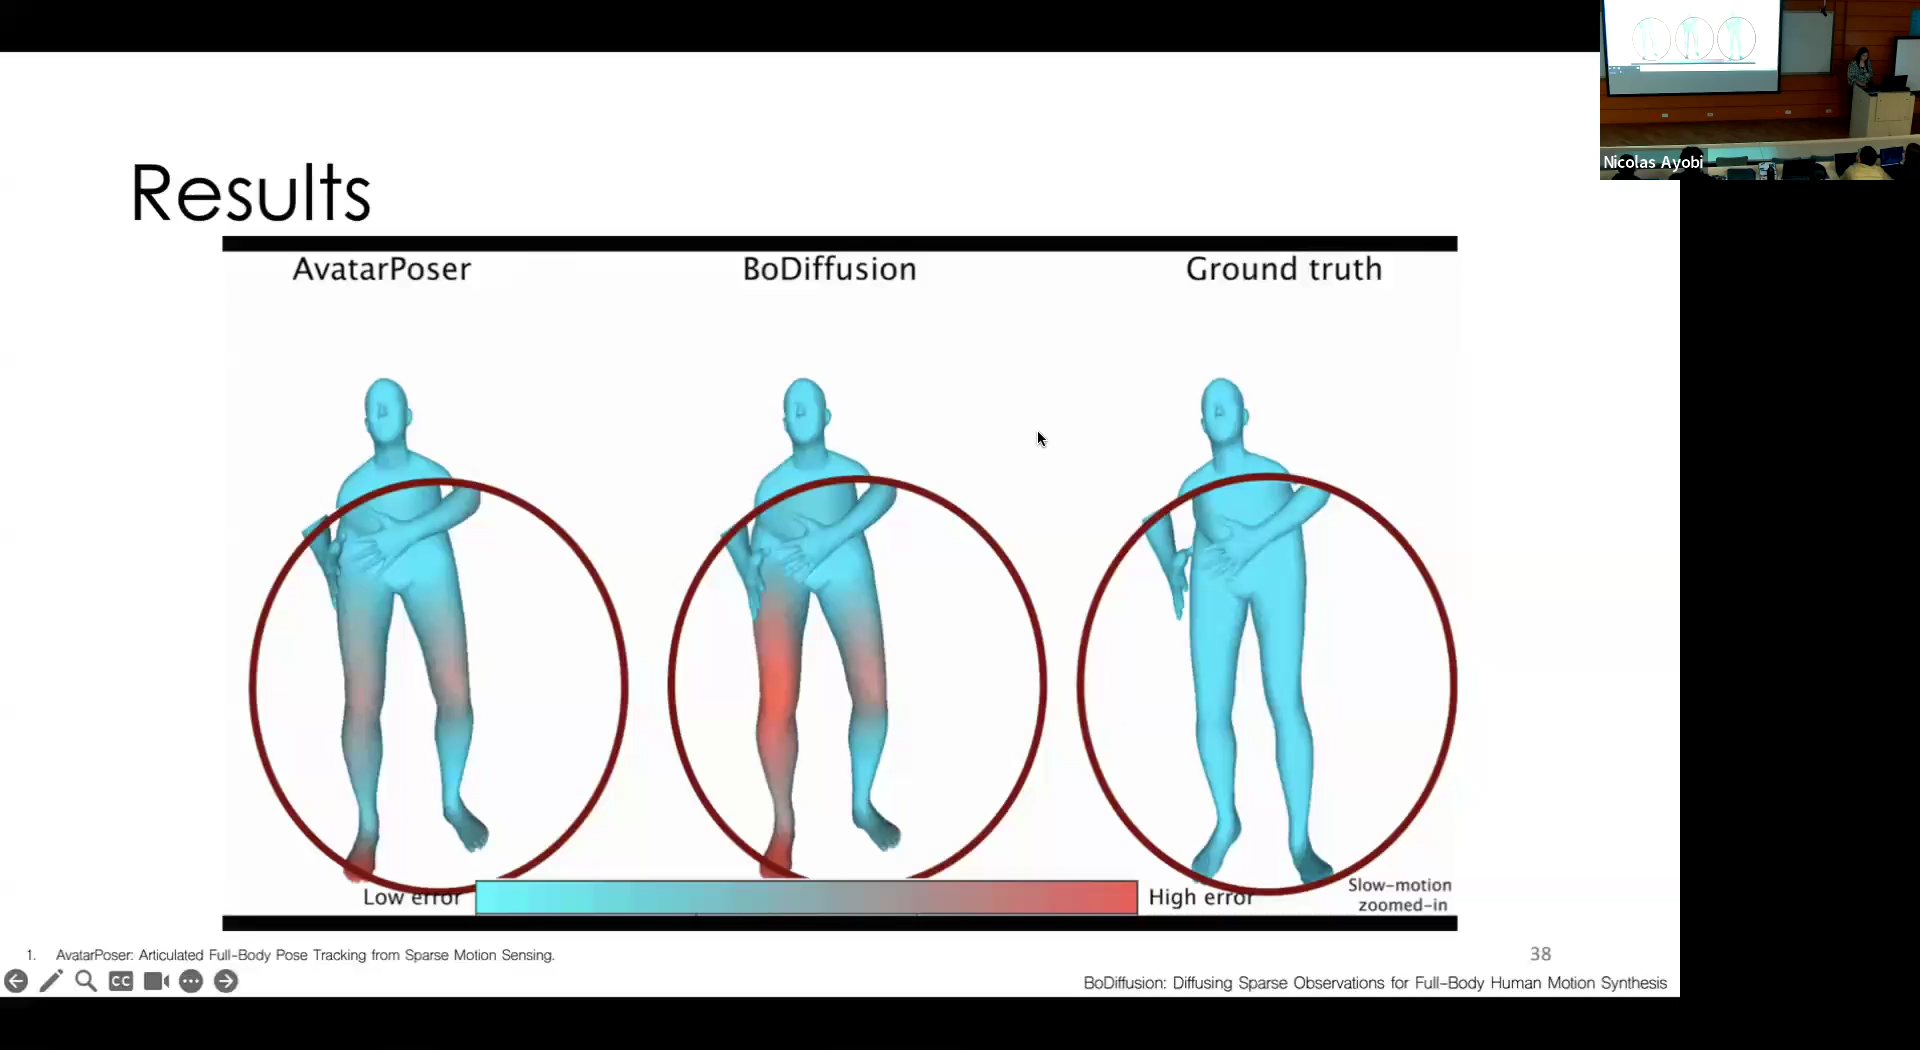 Nicolas Ayobi
Results
AvatarPoser
BoDiffusion
Ground truth
Low error
High error
Slow-motion
zoomed-in
1. AvatarPoser: Articulated Full-Body Pose Tracking from Sparse Motion Sensing.
38
CC
BoDiffusion: Diffusing Sparse Observations for Full-Body Human Motion Synthesis